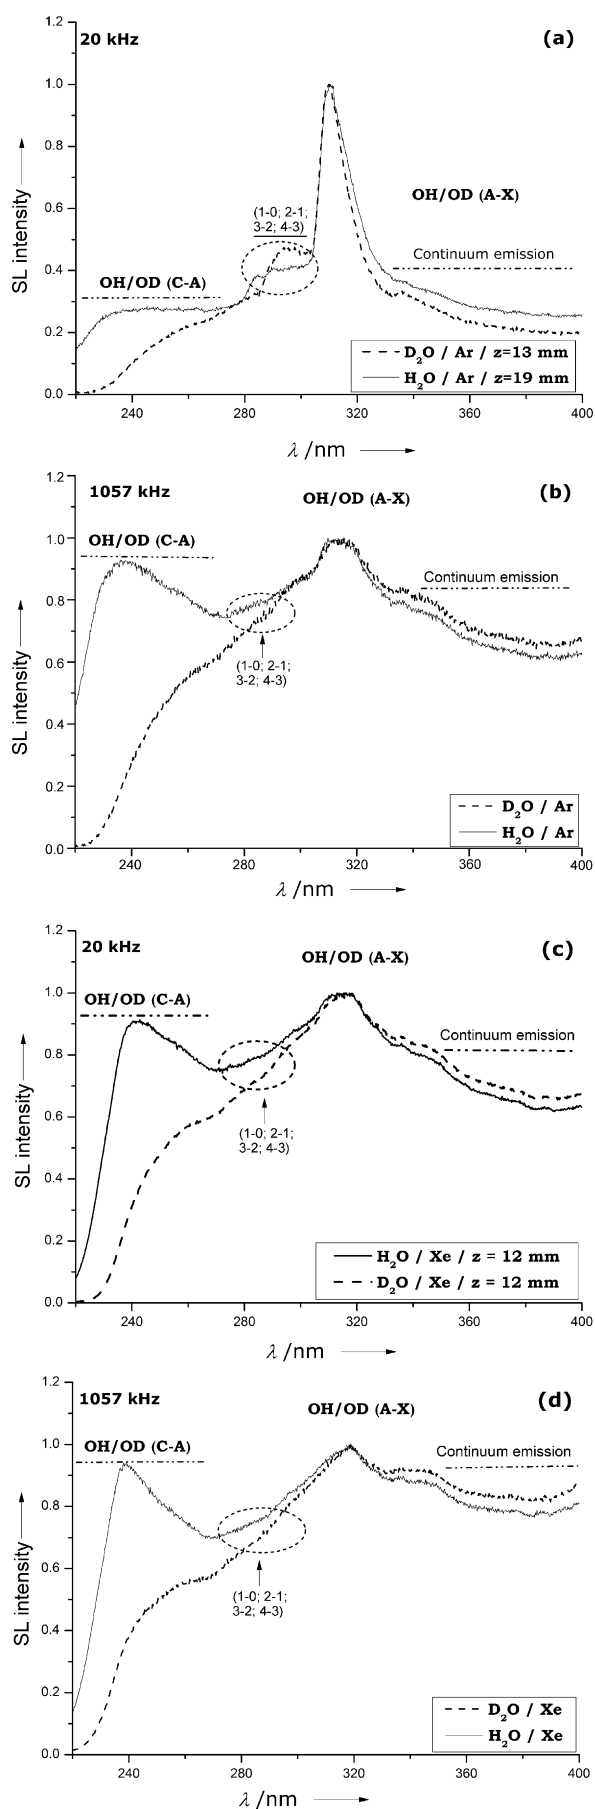 20 kHz
(a)
1.2
1.0
0.8
0.6
0.4
0.2
0.0
SL intensity
OH/OD (A-X)
(1-0; 2-1;
3-2; 4-3)
Continuum emission
OH/OD (C-A)
D2O / Ar / z=13 mm
H2O / Ar / z=19 mm
240 280 320 360 400
λ /nm
1057 kHz
(b)
1.2
1.0
0.8
0.6
0.4
0.2
0.0
SL intensity
OH/OD (A-X)
OH/OD (C-A)
Continuum emission
(1-0; 2-1;
3-2; 4-3)
D2O / Ar
H2O / Ar
240 280 320 360 400
λ /nm
20 kHz
(c)
1.2
1.0
0.8
0.6
0.4
0.2
0.0
SL intensity
OH/OD (A-X)
OH/OD (C-A)
Continuum emission
(1-0; 2-1;
3-2; 4-3)
H2O / Xe / z = 12 mm
D2O / Xe / z = 12 mm
240 280 320 360 400
λ /nm
1057 kHz
(d)
1.2
1.0
0.8
0.6
0.4
0.2
0.0
SL intensity
OH/OD (A-X)
OH/OD (C-A)
Continuum emission
(1-0; 2-1;
3-2; 4-3)
D2O / Xe
H2O / Xe
240 280 320 360 400
λ /nm